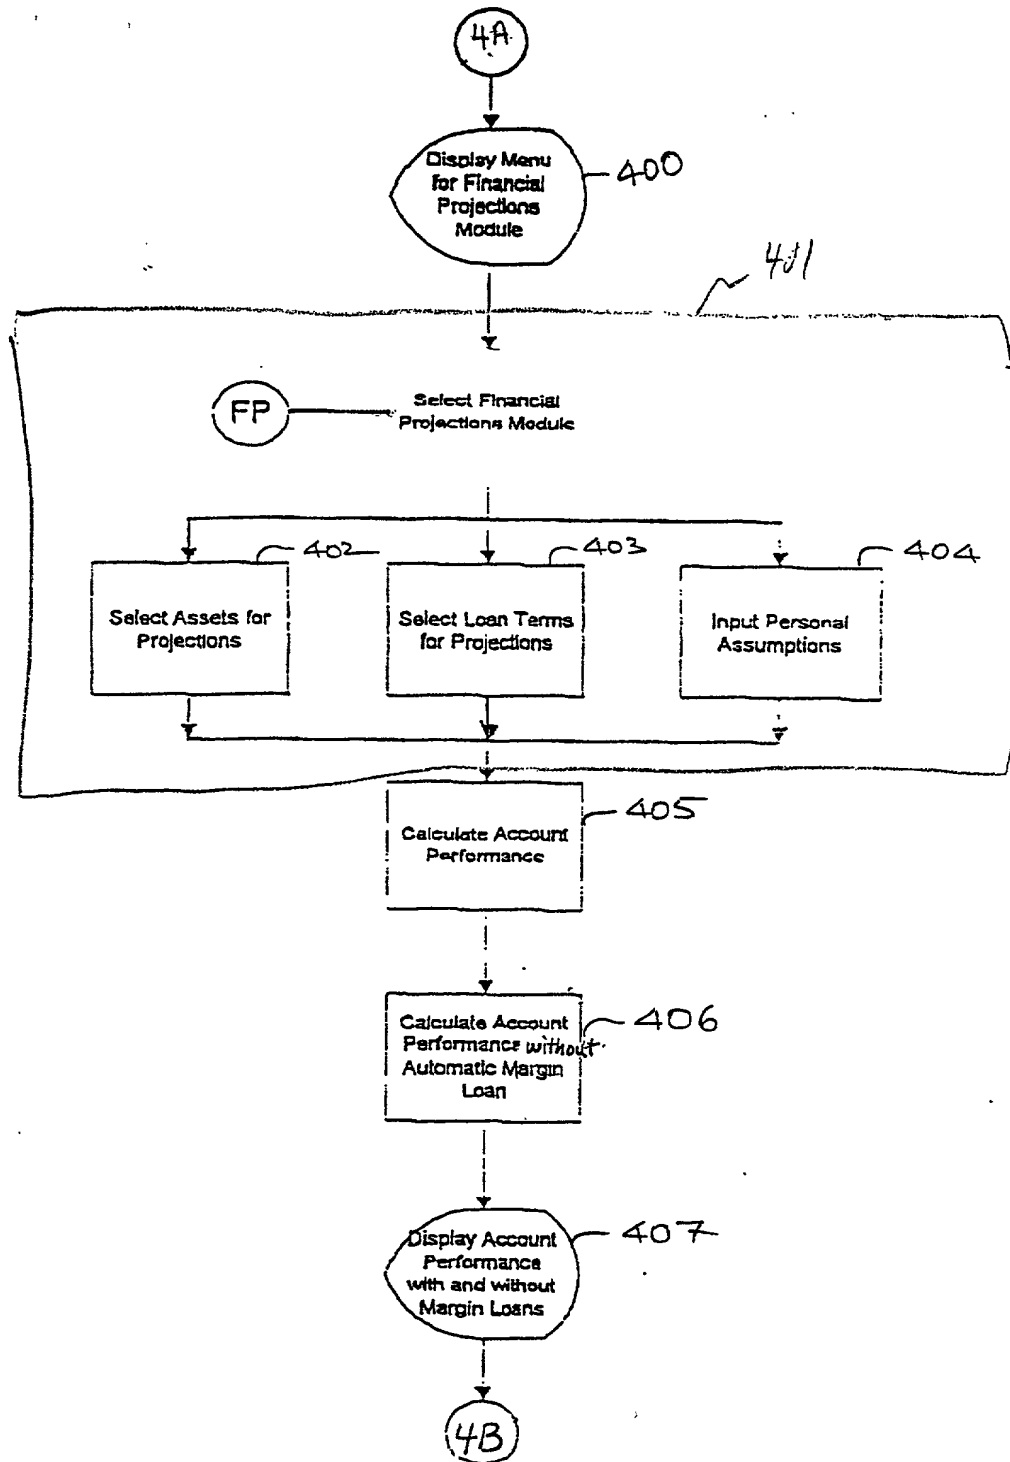 4A
Display Menu
for Financial
Projections
Module
400
401
FP
Select Financial
Projections Module
402
403
404
Select Assets for
Projections
Select Loan Terms
for Projections
Input Personal
Assumptions
405
Calculate Account
Performance
406
Calculate Account
Performance without
Automatic Margin
Loan
407
Display Account
Performance
with and without
Margin Loans
4B